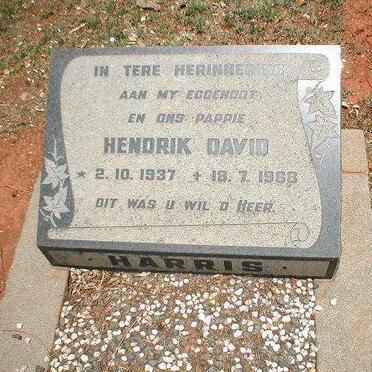 IN TERE HERINNERING
AAN MY EGGENOOT
EN ONS PAPPIE
HENDRIK DAVID
* 2.10.1937 + 18.7.1968
DIT WAS U WIL O HEER.
HARRIS